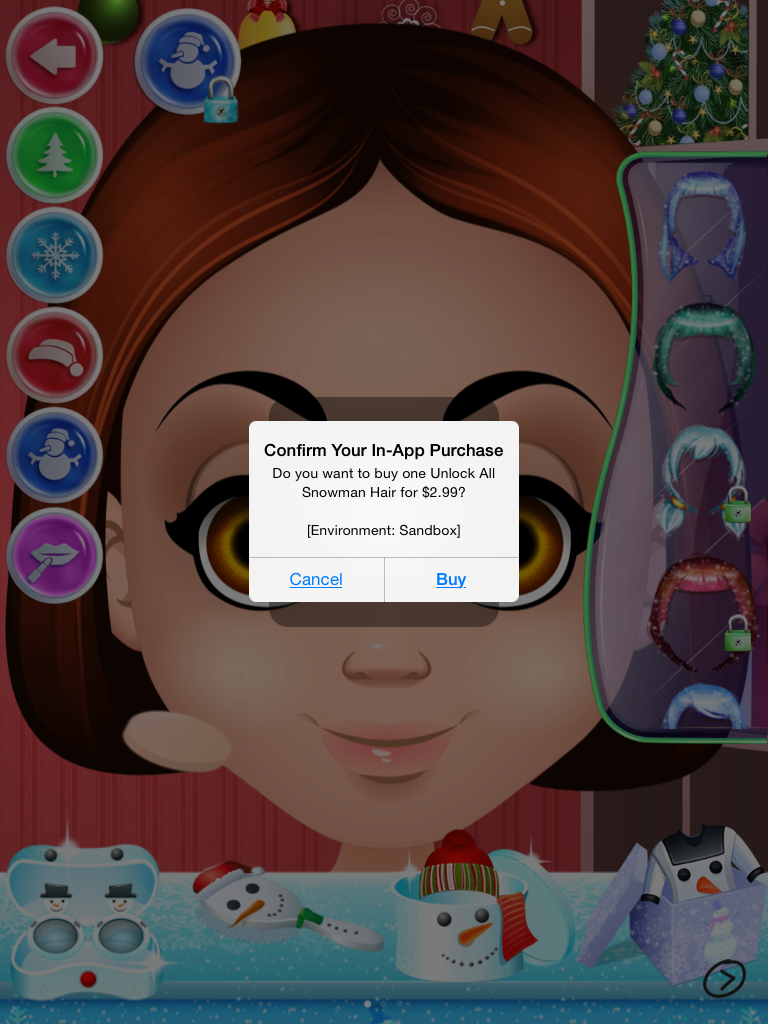 Confirm Your In-App Purchase
Do you want to buy one Unlock All
Snowman Hair for $2.99?
[Environment: Sandbox]
Cancel
Buy